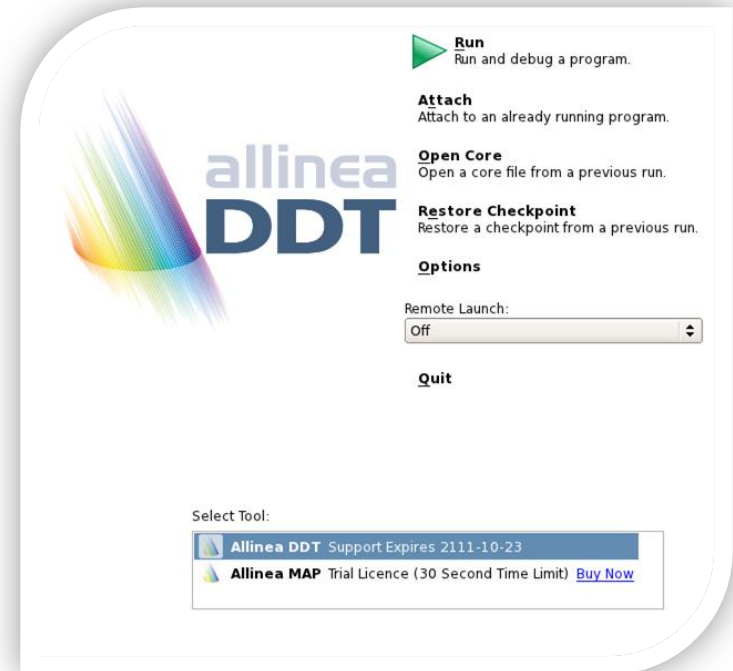 Run
Run and debug a program.
Attach
Attach to an already running program.
allinea
DDT
Open Core
Open a core file from a previous run.
Restore Checkpoint
Restore a checkpoint from a previous run.
Options
Remote Launch:
Off
Quit
Select Tool:
Allinea DDT Support Expires 2111-10-23
Allinea MAP Trial Licence (30 Second Time Limit) Buy Now